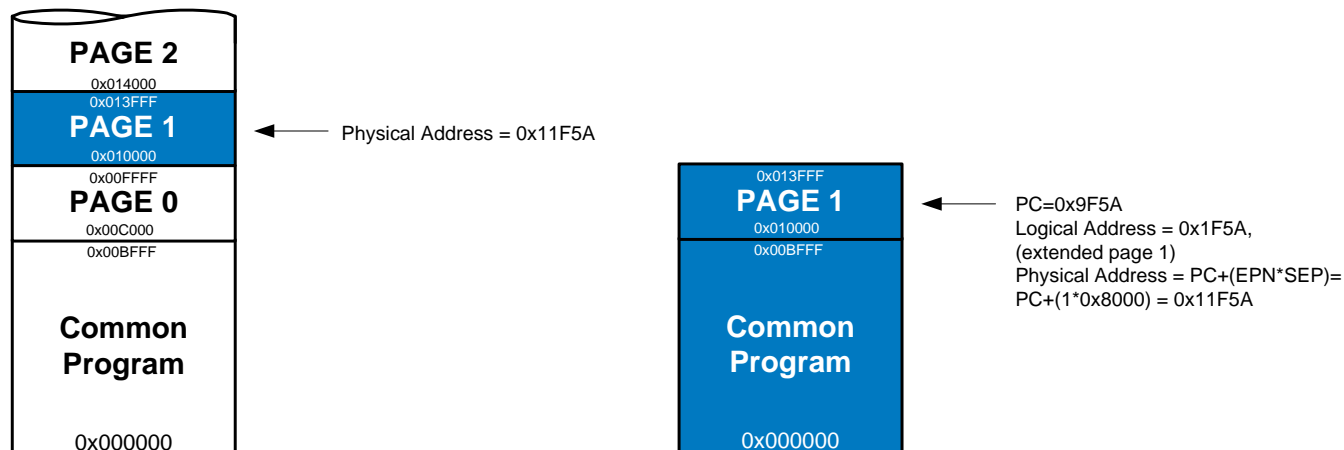 PAGE 2
0x014000
0x013FFF
PAGE 1
0x010000
0x00FFFF
PAGE 0
0x00C000
0x00BFFF
Common
Program
0x000000
Physical Address = 0x11F5A
0x013FFF
PAGE 1
0x010000
0x00BFFF
Common
Program
0x000000
PC=0x9F5A
Logical Address = 0x1F5A,
(extended page 1)
Physical Address = PC+(EPN*SEP)=
PC+(1*0x8000) = 0x11F5A